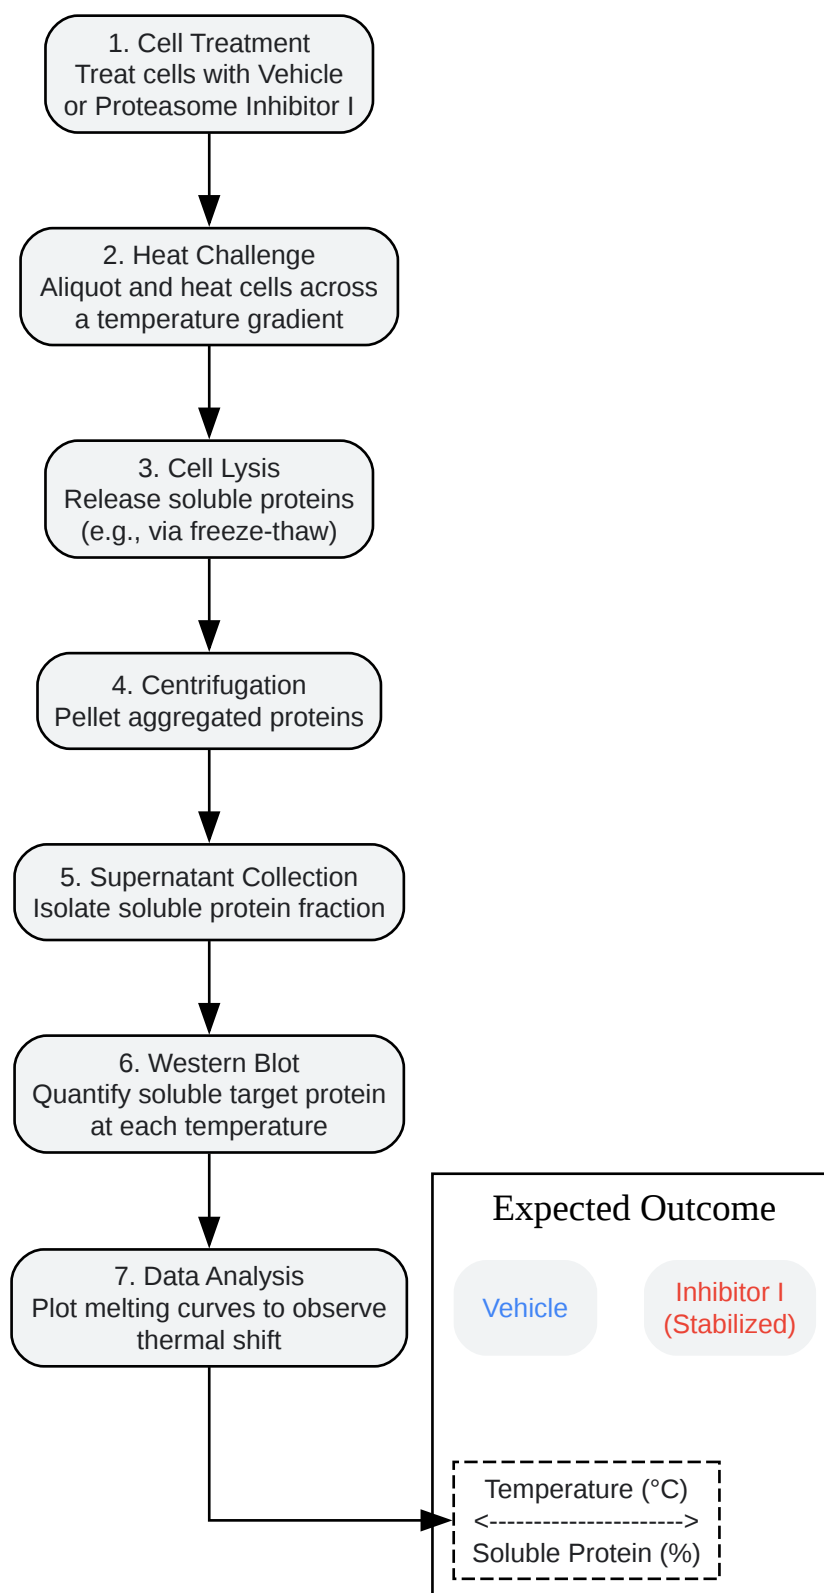 1. Cell Treatment
Treat cells with Vehicle
or Proteasome Inhibitor I
2. Heat Challenge
Aliquot and heat cells across
a temperature gradient
3. Cell Lysis
Release soluble proteins
(e.g., via freeze-thaw)
4. Centrifugation
Pellet aggregated proteins
5. Supernatant Collection
Isolate soluble protein fraction
6. Western Blot
Quantify soluble target protein
at each temperature
7. Data Analysis
Plot melting curves to observe
thermal shift
Expected Outcome
Vehicle
Inhibitor I
(Stabilized)
Temperature (°C)
<----------------------->
Soluble Protein (%)